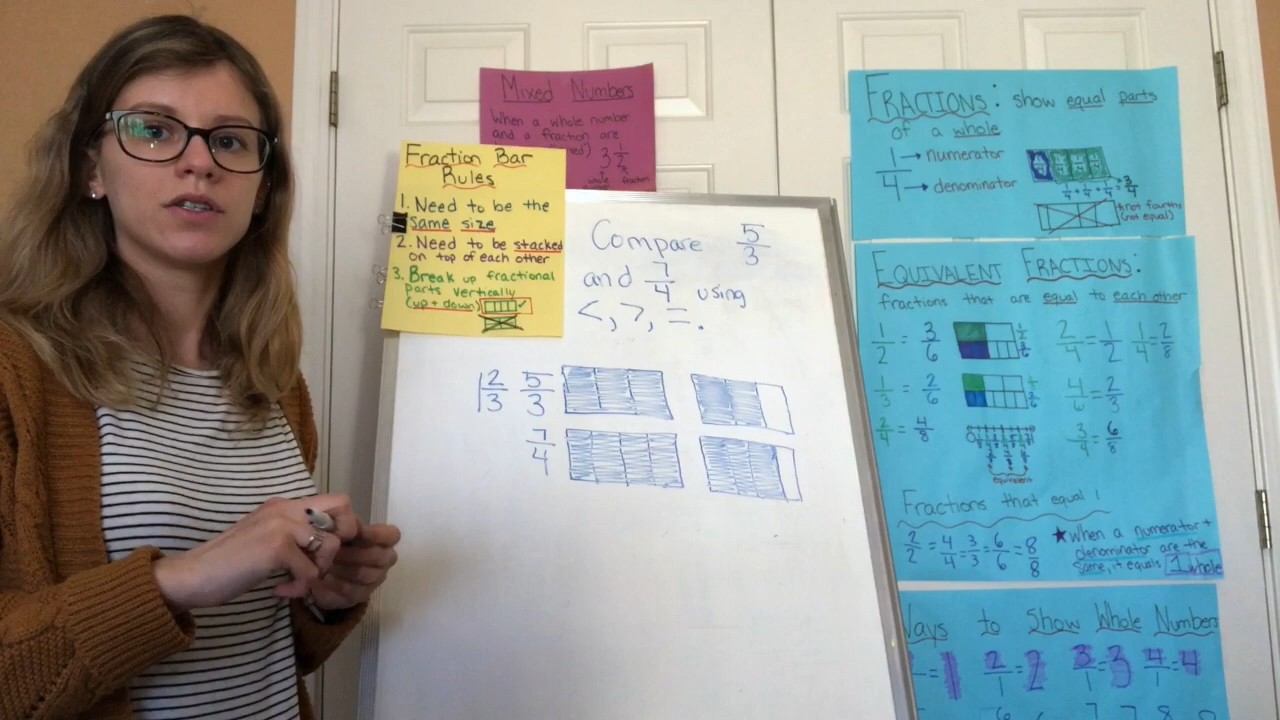 Mixed Numbers
When a whole number
and a fraction are
3 1/2
whole fraction
Fraction Bar
Rules
1. Need to be the
same size
2. Need to be stacked
on top of each other
3. Break up fractional
parts vertically
(up + down)
Compare 5/3
and 7/4 using
<, >, =.
1 2/3 5/3
7/4
FRACTIONS: show equal parts
of a whole
1/4 → numerator
→ denominator
1/4 + 1/4 + 1/4 = 3/4
not fourths
(not equal)
EQUIVALENT FRACTIONS:
fractions that are equal to each other
1/2 = 3/6 2/4 = 1/2 1/4 = 2/8
1/3 = 2/6 4/6 = 2/3
2/4 = 4/8 3/4 = 6/8
equivalent
Fractions that equal 1
2/2 = 4/4 = 3/3 = 6/6 = 8/8
★ When a numerator +
denominator are the
same, it equals 1 whole
Ways to Show Whole Numbers
= 1 2/1 = 2 3/1 = 3 4/1 = 4